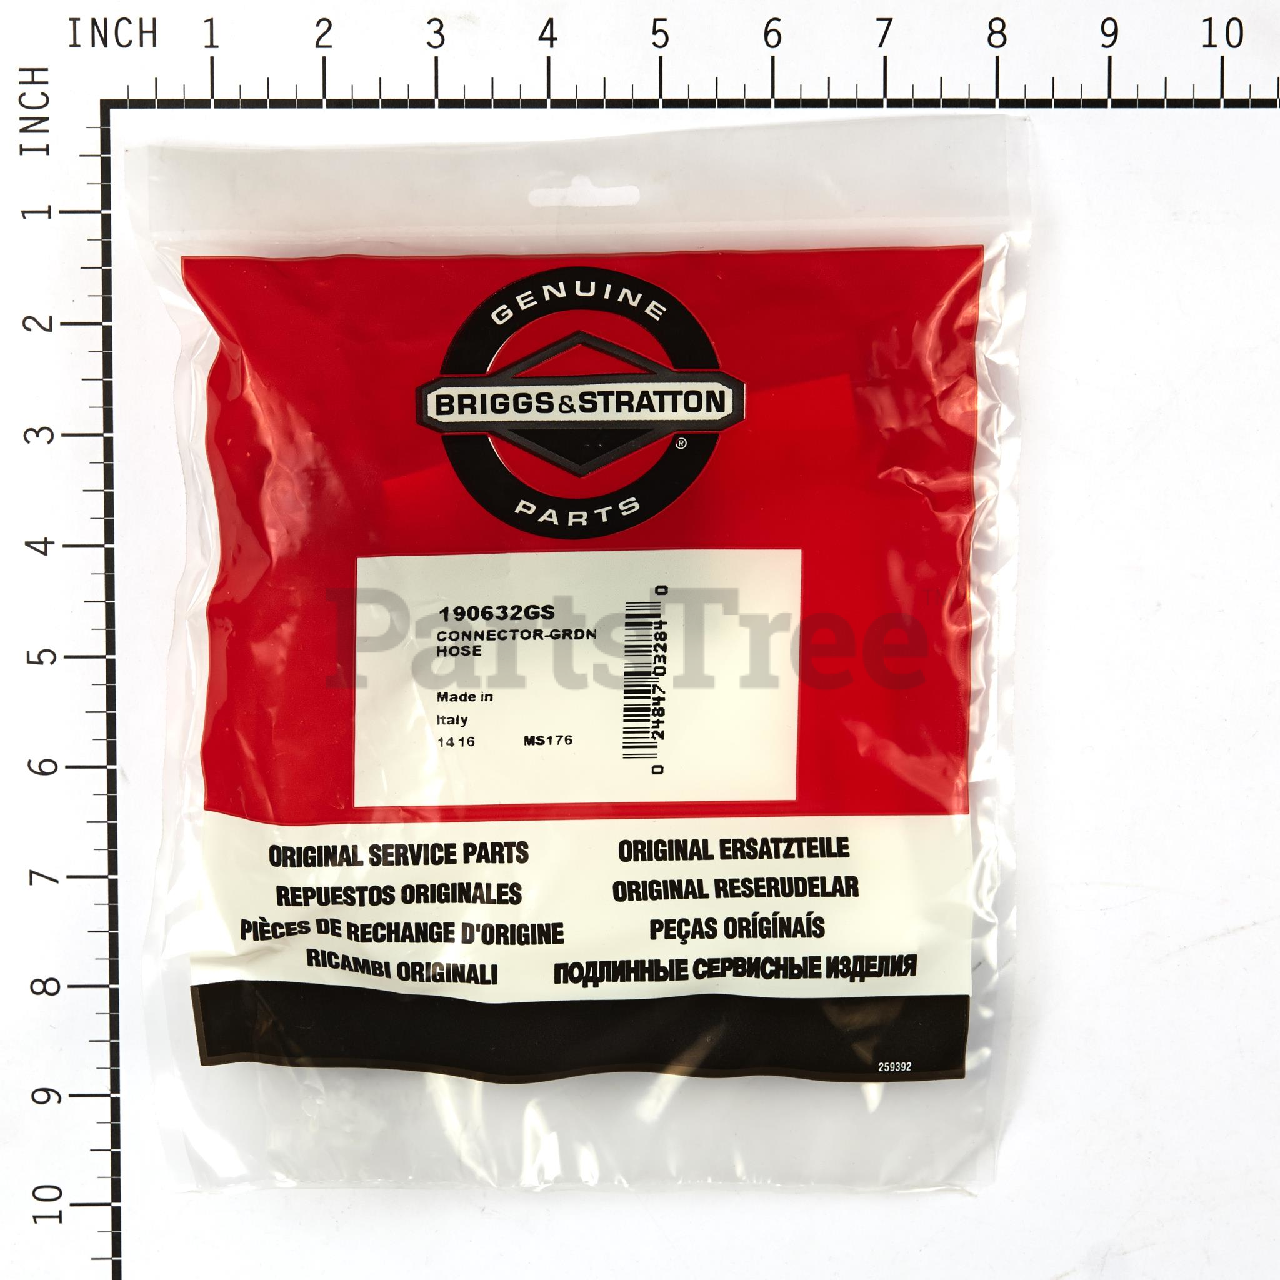 INCH 1 2 3 4 5 6 7 8 9 10
INCH
1
2
3
4
5
6
7
8
9
10
GENUINE
BRIGGS & STRATTON
®
PARTS
PartsTree
190632GS
CONNECTOR-GRDN
HOSE
Made in
Italy
14 16 MS176
0 24847 03284 0
ORIGINAL SERVICE PARTS
REPUESTOS ORIGINALES
PIÈCES DE RECHANGE D'ORIGINE
RICAMBI ORIGINALI
ORIGINAL ERSATZTEILE
ORIGINAL RESERUDELAR
PEÇAS ORÍGÍNAÍS
ПОДЛИННЫЕ СЕРВИСНЫЕ ИЗДЕЛИЯ
259392